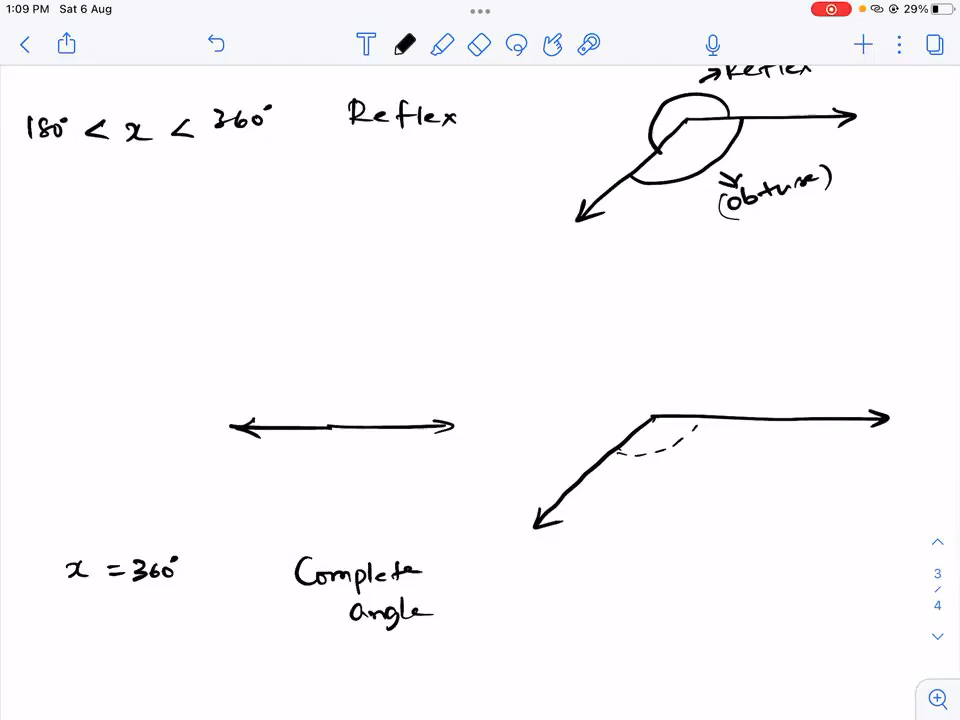 1:09 PM Sat 6 Aug
29%
T
Reflex
180° < x < 360° Reflex
(obtuse)
x = 360° Complete
angle
3
/
4